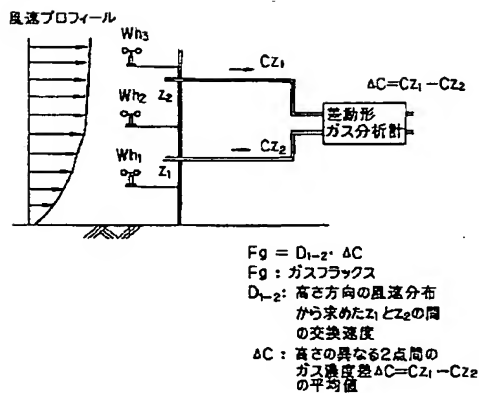 風速プロフィール
Wh₃
Cz₁
ΔC=Cz₁−Cz₂
z₂
Wh₂
差動形
ガス分析計
Cz₂
Wh₁
z₁
Fg = D₁₋₂・ΔC
Fg : ガスフラックス
D₁₋₂: 高さ方向の風速分布
から求めたz₁とz₂の間
の交換速度
ΔC : 高さの異なる2点間の
ガス濃度差ΔC=Cz₁−Cz₂
の平均値